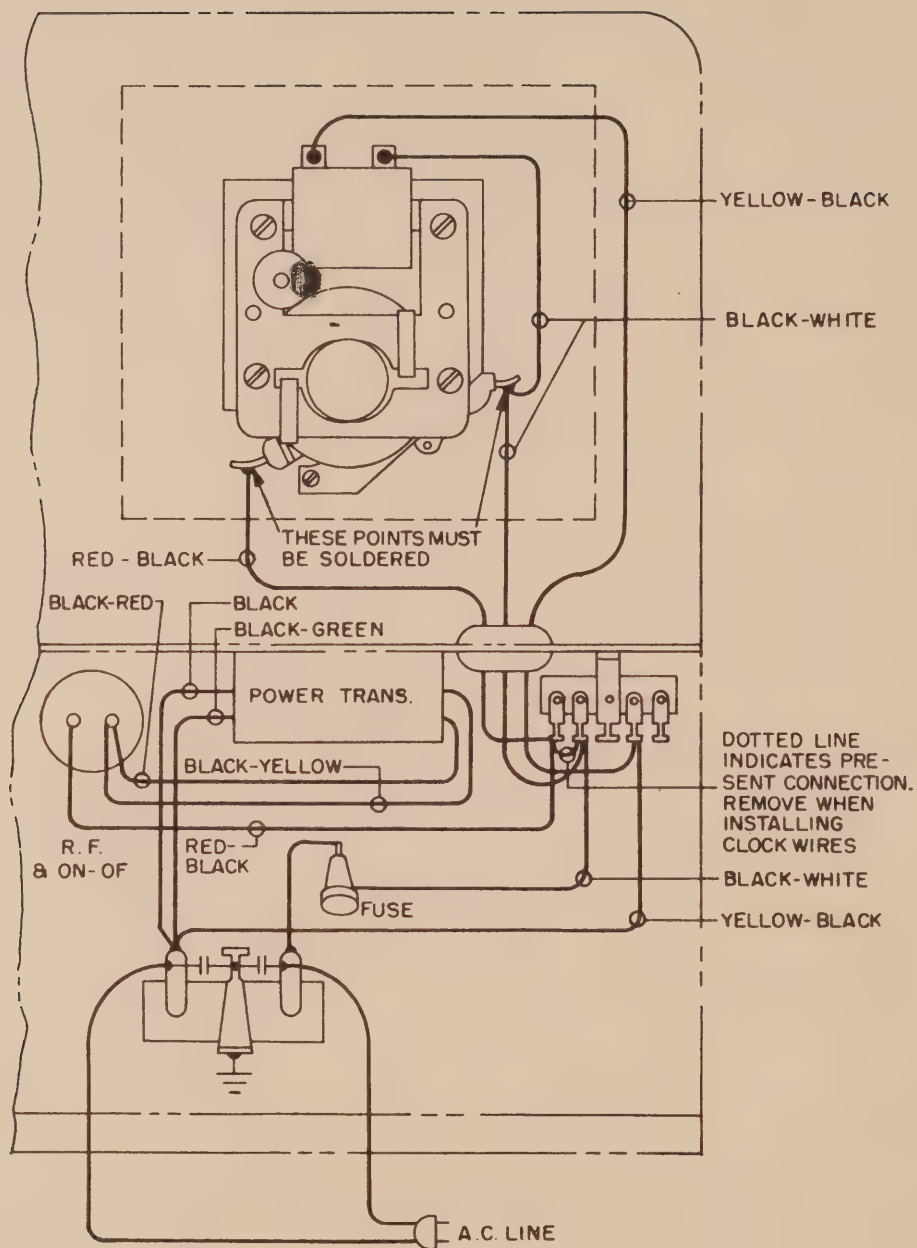 YELLOW-BLACK
BLACK-WHITE
THESE POINTS MUST
BE SOLDERED
RED-BLACK
BLACK-RED
BLACK
BLACK-GREEN
POWER TRANS.
BLACK-YELLOW
DOTTED LINE
INDICATES PRE-
SENT CONNECTION.
REMOVE WHEN
INSTALLING
CLOCK WIRES
R. F.
& ON-OF
RED-
BLACK
FUSE
BLACK-WHITE
YELLOW-BLACK
A.C. LINE